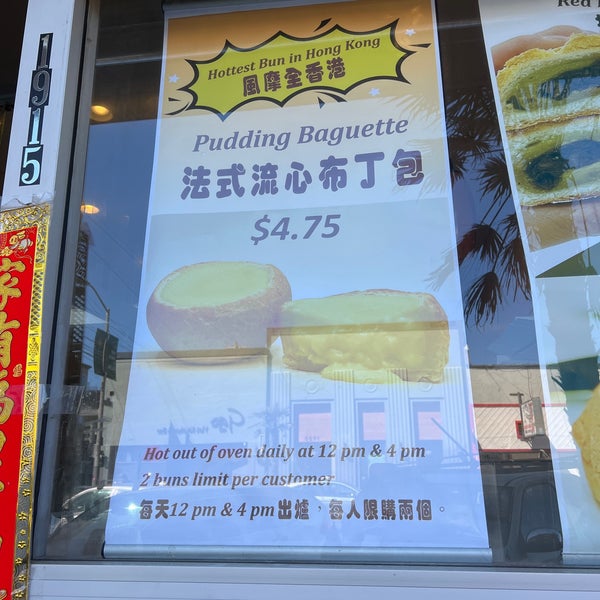 1915
Hottest Bun in Hong Kong
風摩全香港
Pudding Baguette
法式流心布丁包
$4.75
Hot out of oven daily at 12 pm & 4 pm
2 buns limit per customer
每天12 pm & 4 pm出爐，每人限購兩個。
Red